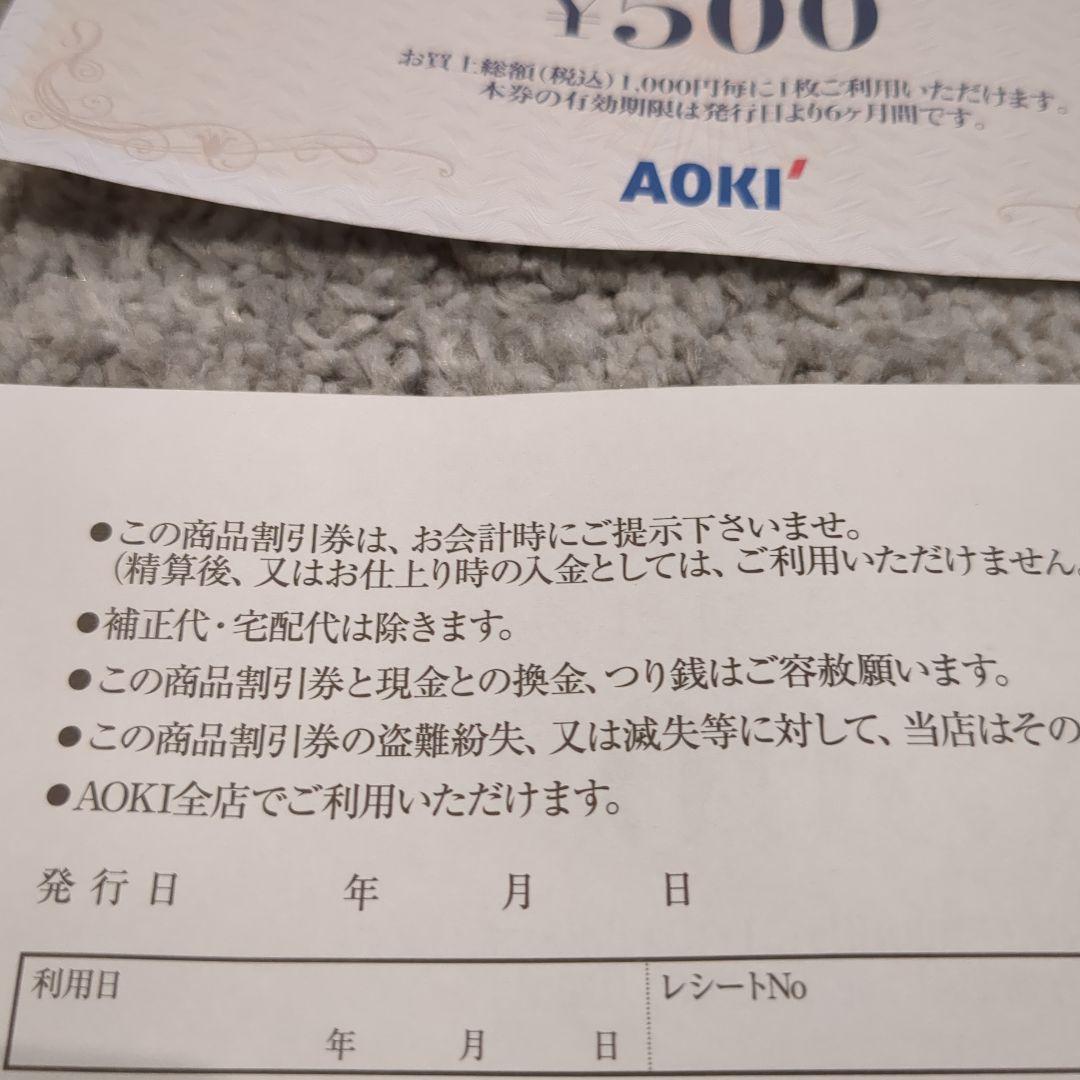 ¥500
お買上総額(税込)1,000円毎に1枚ご利用いただけます。
本券の有効期限は発行日より6ヶ月間です。
AOKI
●この商品割引券は、お会計時にご提示下さいませ。
(精算後、又はお仕上り時の入金としては、ご利用いただけません。
●補正代・宅配代は除きます。
●この商品割引券と現金との換金、つり銭はご容赦願います。
●この商品割引券の盗難紛失、又は滅失等に対して、当店はその
●AOKI全店でご利用いただけます。
発行日 年 月 日
利用日 レシートNo
年 月 日